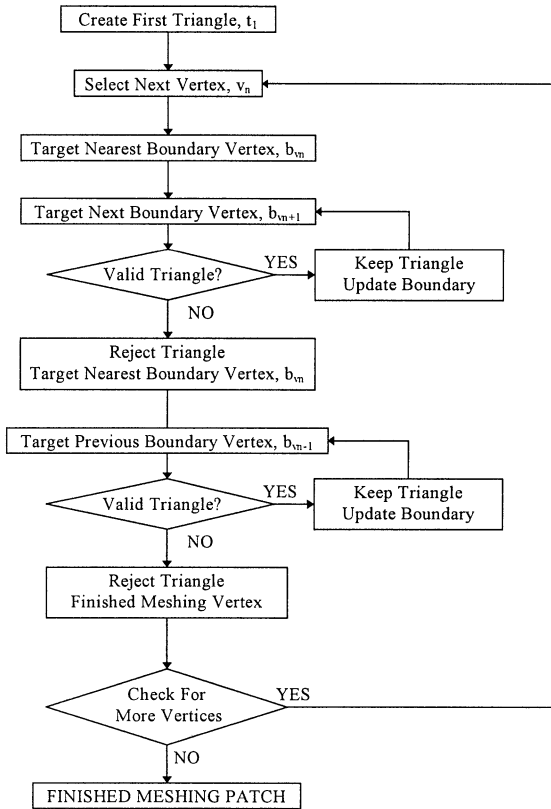 Create First Triangle, t1
Select Next Vertex, vn
Target Nearest Boundary Vertex, bvn
Target Next Boundary Vertex, bvn+1
Valid Triangle?
YES
Keep Triangle
Update Boundary
NO
Reject Triangle
Target Nearest Boundary Vertex, bvn
Target Previous Boundary Vertex, bvn-1
Valid Triangle?
YES
Keep Triangle
Update Boundary
NO
Reject Triangle
Finished Meshing Vertex
Check For
More Vertices
YES
NO
FINISHED MESHING PATCH